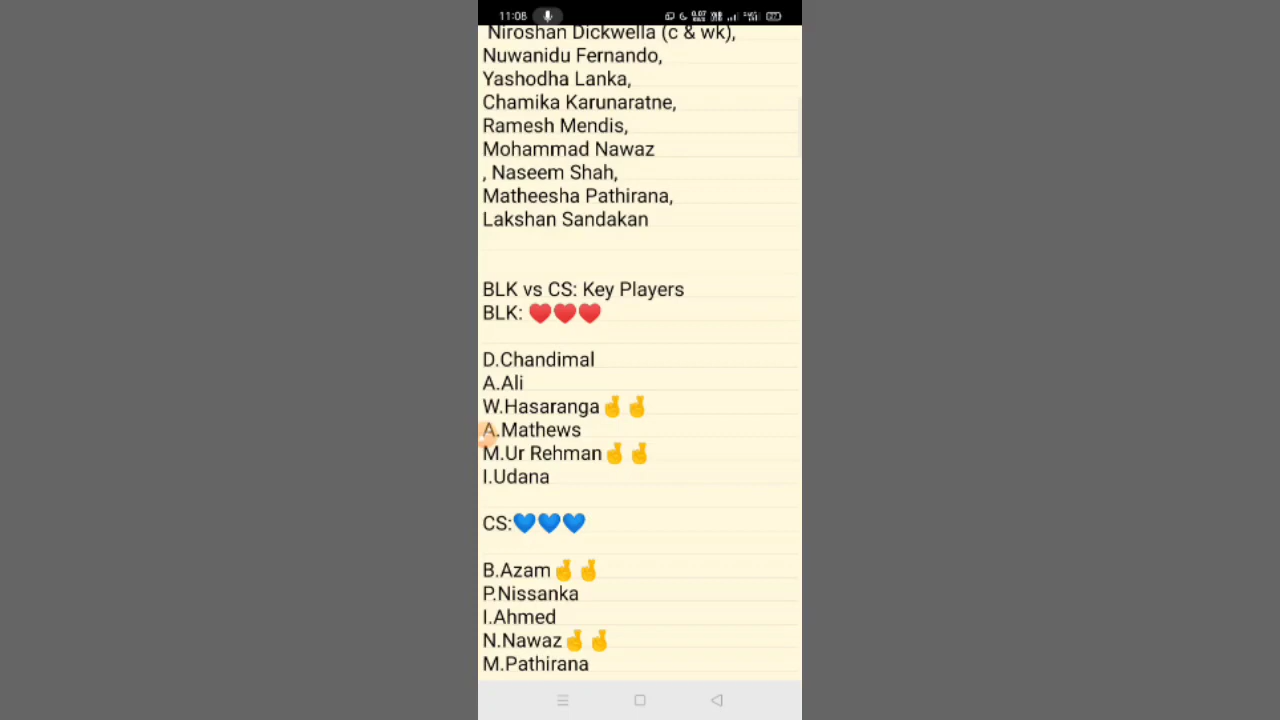 11:08
Niroshan Dickwella (c & wk),
Nuwanidu Fernando,
Yashodha Lanka,
Chamika Karunaratne,
Ramesh Mendis,
Mohammad Nawaz
, Naseem Shah,
Matheesha Pathirana,
Lakshan Sandakan
BLK vs CS: Key Players
BLK: ♥️♥️♥️
D.Chandimal
A.Ali
W.Hasaranga🤞🤞
A.Mathews
M.Ur Rehman🤞🤞
I.Udana
CS:💙💙💙
B.Azam🤞🤞
P.Nissanka
I.Ahmed
N.Nawaz🤞🤞
M.Pathirana